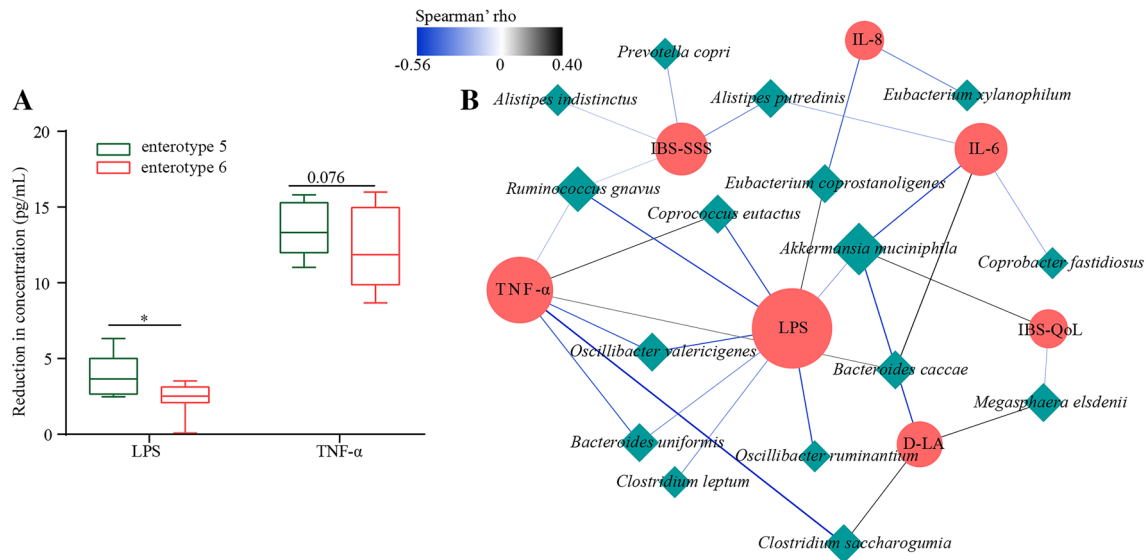 Spearman' rho
-0.56
0
0.40
A
B
Reduction in concentration (pg/mL)
20
15
10
5
0
enterotype 5
enterotype 6
*
0.076
LPS
TNF-α
IL-8
Prevotella copri
Alistipes indistinctus
Alistipes putredinis
Eubacterium xylanophilum
IBS-SSS
IL-6
Ruminococcus gnavus
Eubacterium coprostanoligenes
Coprococcus eutactus
Akkermansia muciniphila
Coprobacter fastidiosus
TNF-α
LPS
IBS-QoL
Oscillibacter valericigenes
Bacteroides caccae
Megasphaera elsdenii
Bacteroides uniformis
D-LA
Oscillibacter ruminantium
Clostridium leptum
Clostridium saccharogumia